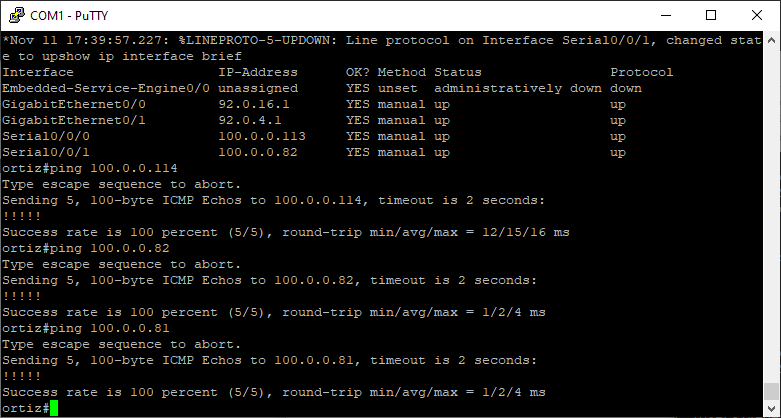 COM1 - PuTTY
*Nov 11 17:39:57.227: %LINEPROTO-5-UPDOWN: Line protocol on Interface Serial0/0/1, changed stat
e to upshow ip interface brief
Interface IP-Address OK? Method Status Protocol
Embedded-Service-Engine0/0 unassigned YES unset administratively down down
GigabitEthernet0/0 92.0.16.1 YES manual up up
GigabitEthernet0/1 92.0.4.1 YES manual up up
Serial0/0/0 100.0.0.113 YES manual up up
Serial0/0/1 100.0.0.82 YES manual up up
ortiz#ping 100.0.0.114
Type escape sequence to abort.
Sending 5, 100-byte ICMP Echos to 100.0.0.114, timeout is 2 seconds:
!!!!!
Success rate is 100 percent (5/5), round-trip min/avg/max = 12/15/16 ms
ortiz#ping 100.0.0.82
Type escape sequence to abort.
Sending 5, 100-byte ICMP Echos to 100.0.0.82, timeout is 2 seconds:
!!!!!
Success rate is 100 percent (5/5), round-trip min/avg/max = 1/2/4 ms
ortiz#ping 100.0.0.81
Type escape sequence to abort.
Sending 5, 100-byte ICMP Echos to 100.0.0.81, timeout is 2 seconds:
!!!!!
Success rate is 100 percent (5/5), round-trip min/avg/max = 1/2/4 ms
ortiz#